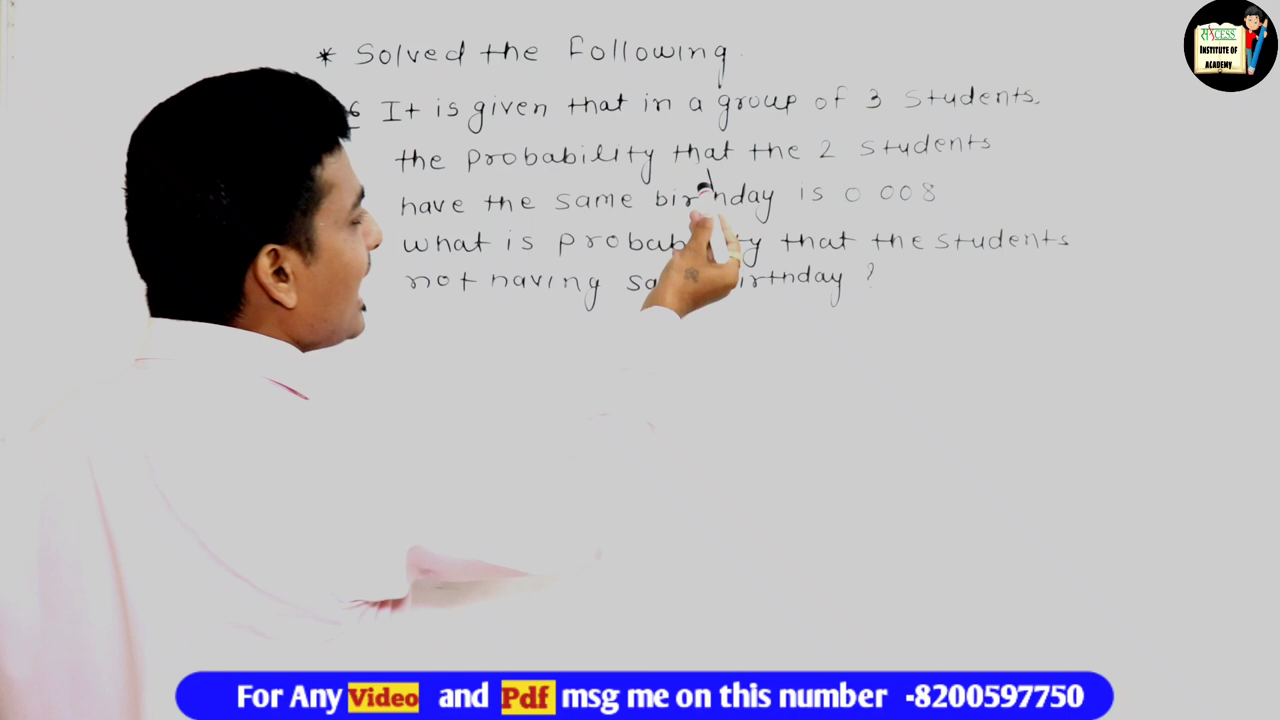 * Solved the following.
6 It is given that in a group of 3 students.
the probability that the 2 students
have the same birthday is 0.008
what is probability that the students
not having birthday ?
સક્સેસ
INSTITUTE OF
ACADEMY
For Any Video and Pdf msg me on this number -8200597750